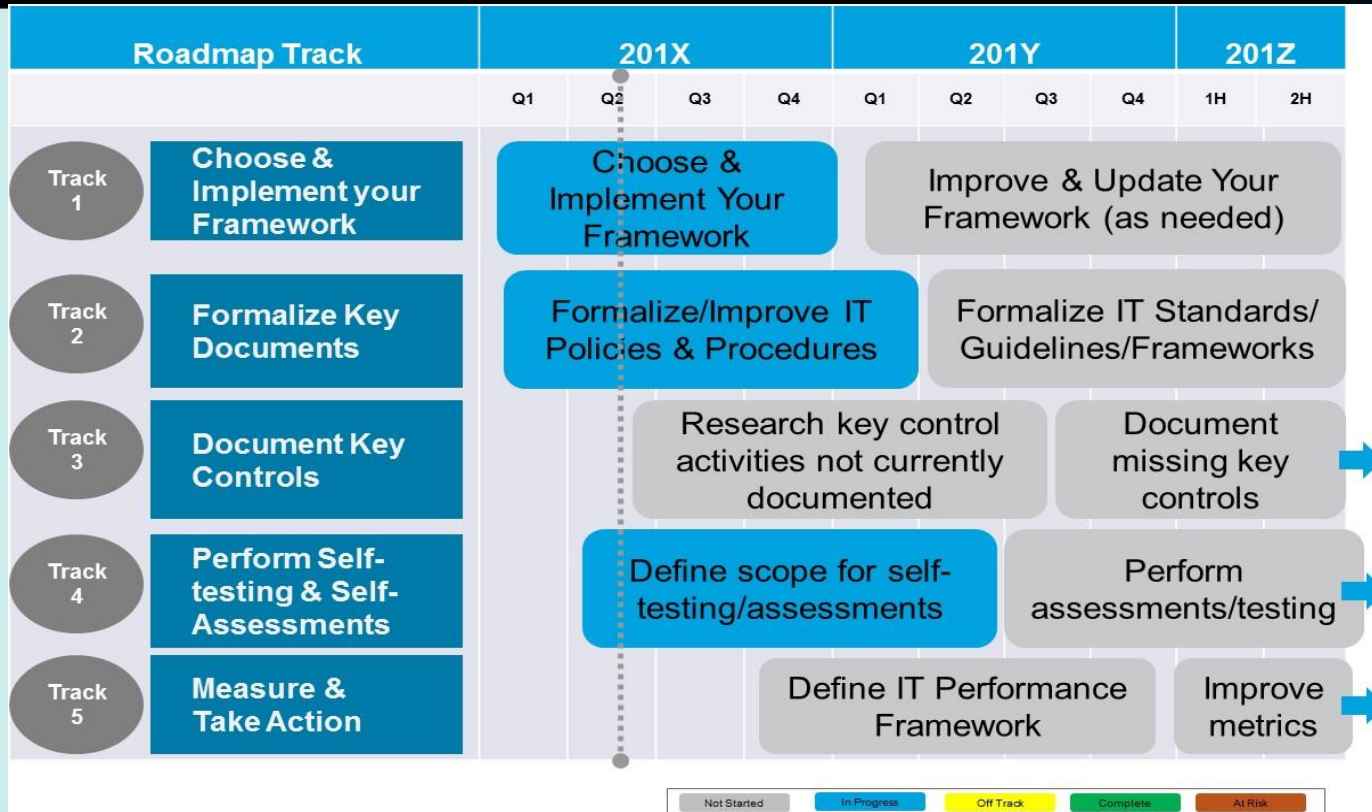 Roadmap Track 201X 201Y 201Z
Q1 Q2 Q3 Q4 Q1 Q2 Q3 Q4 1H 2H
Track
1
Choose &
Implement your
Framework
Choose &
Implement Your
Framework
Improve & Update Your
Framework (as needed)
Track
2
Formalize Key
Documents
Formalize/Improve IT
Policies & Procedures
Formalize IT Standards/
Guidelines/Frameworks
Track
3
Document Key
Controls
Research key control
activities not currently
documented
Document
missing key
controls
Track
4
Perform Self-
testing & Self-
Assessments
Define scope for self-
testing/assessments
Perform
assessments/testing
Track
5
Measure &
Take Action
Define IT Performance
Framework
Improve
metrics
Not Started In Progress Off Track Complete At Risk